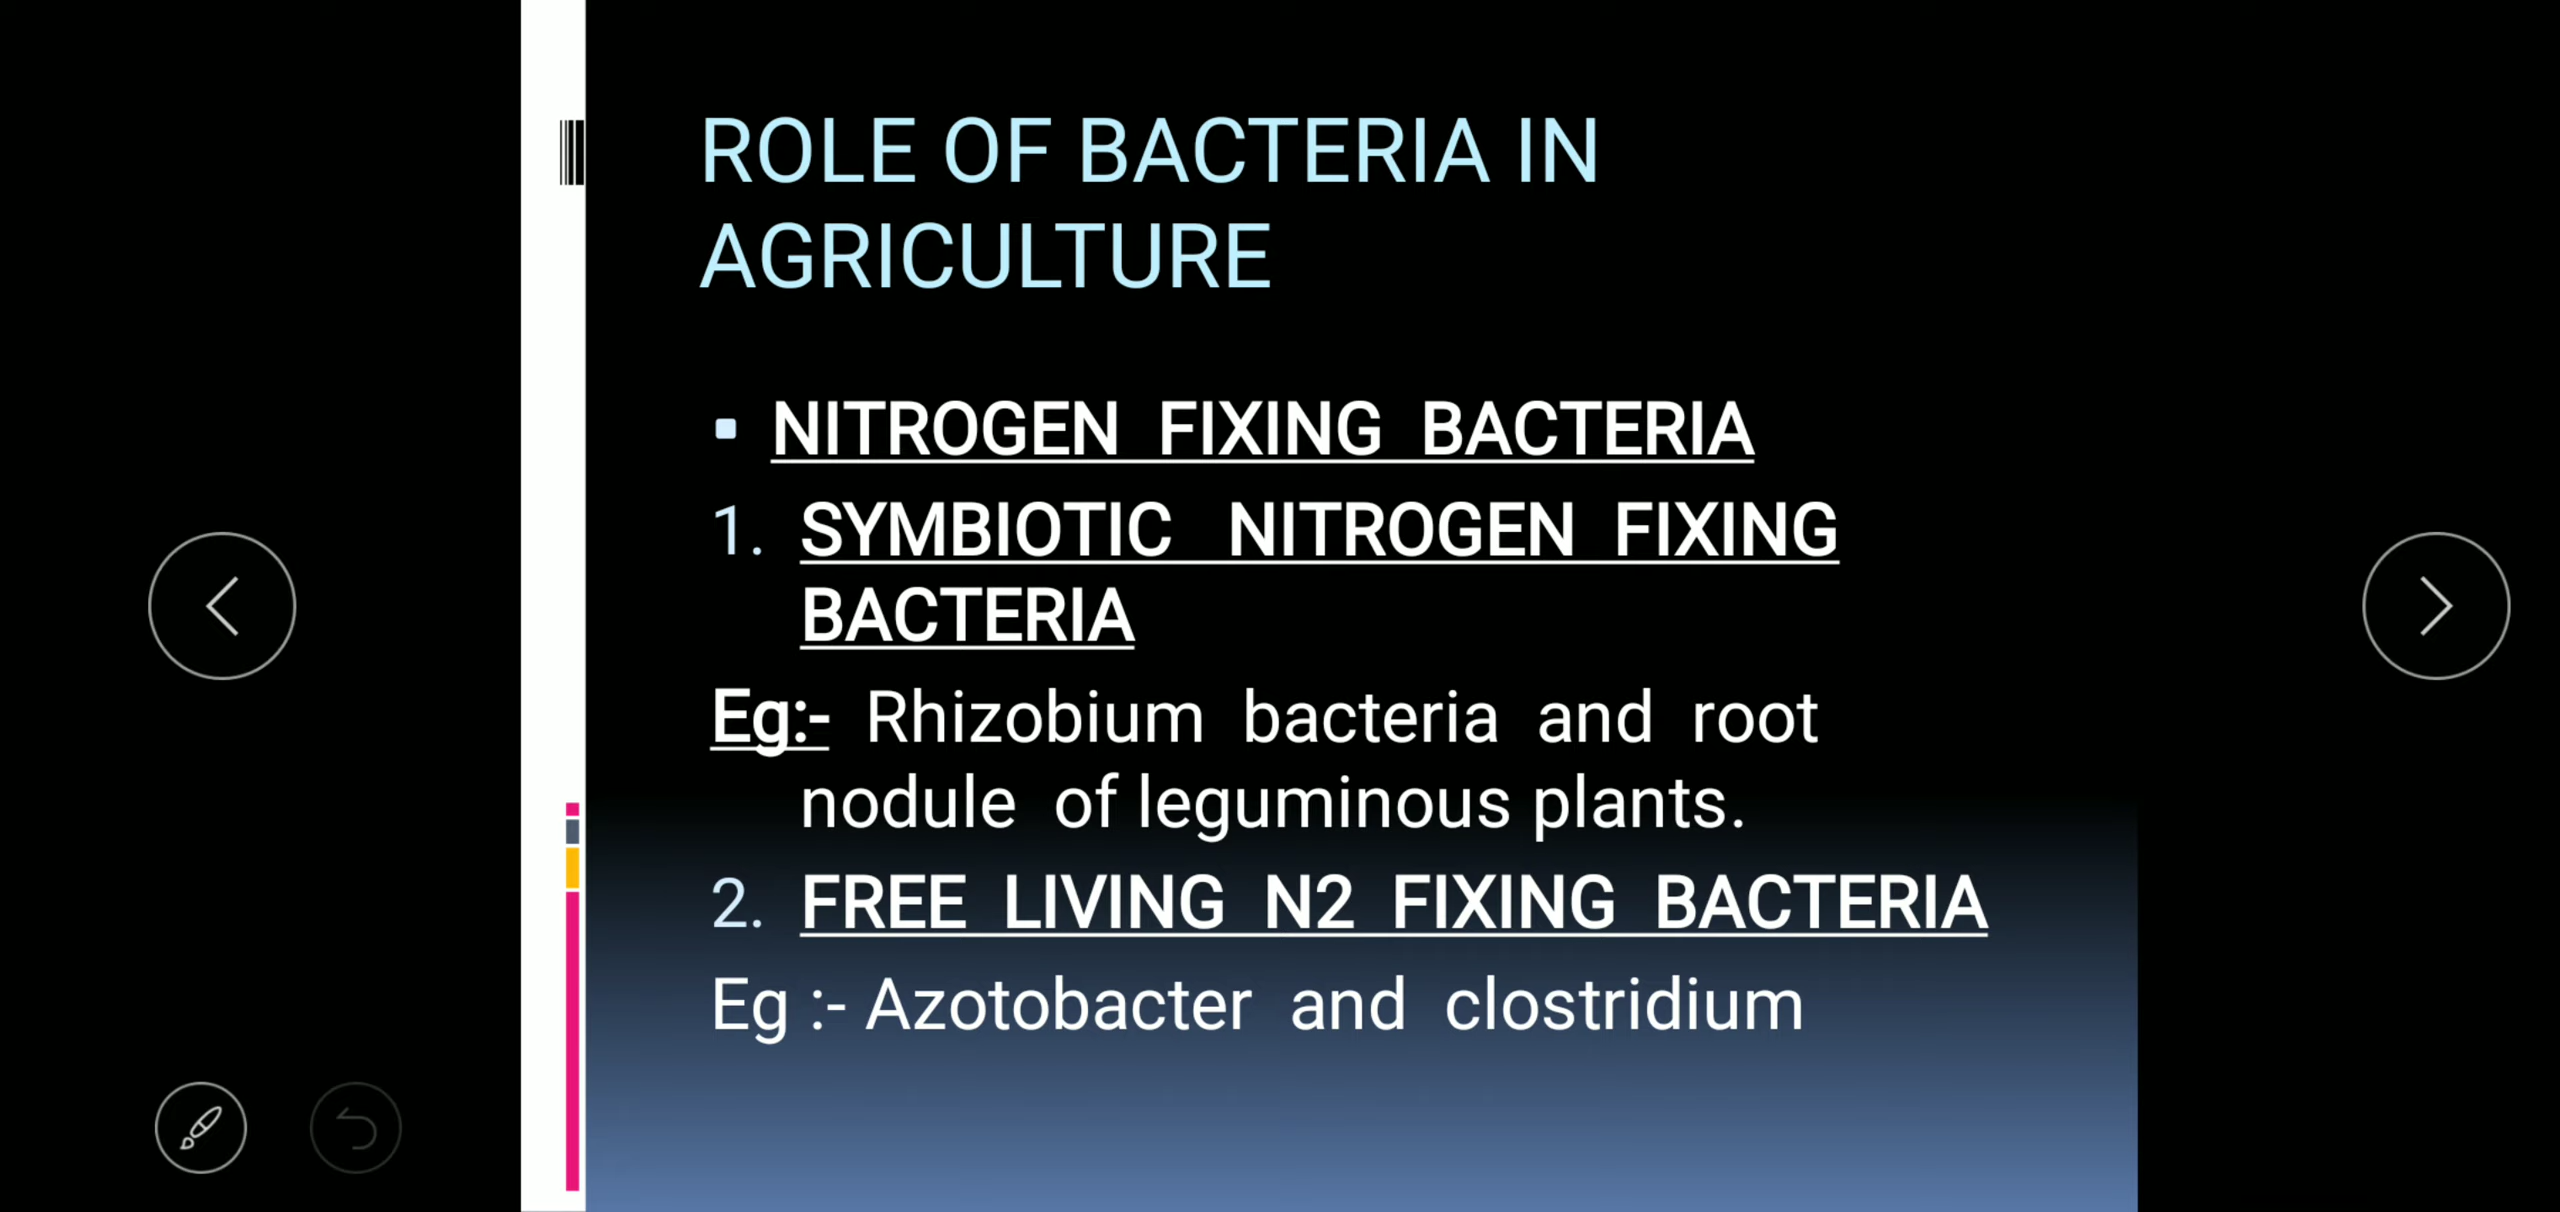 ROLE OF BACTERIA IN
AGRICULTURE
▪ NITROGEN FIXING BACTERIA
1. SYMBIOTIC NITROGEN FIXING
BACTERIA
Eg:- Rhizobium bacteria and root
nodule of leguminous plants.
2. FREE LIVING N2 FIXING BACTERIA
Eg :- Azotobacter and clostridium